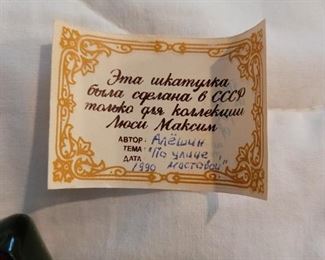 Эта шкатулка
была сделана в СССР
только для коллекции
Люси Максим
АВТОР: Алёшин
ТЕМА: "По улице
ДАТА 1990 мостовой"